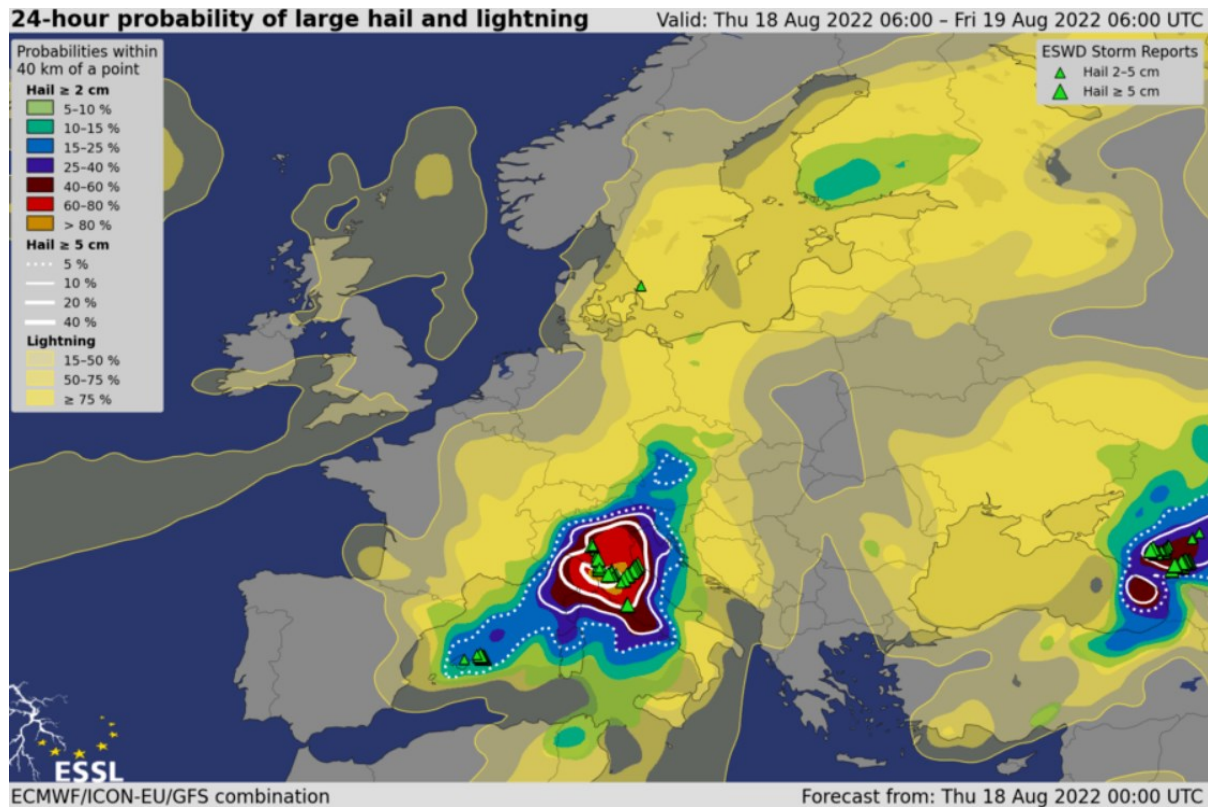 24-hour probability of large hail and lightning
Valid: Thu 18 Aug 2022 06:00 – Fri 19 Aug 2022 06:00 UTC
Probabilities within
40 km of a point
Hail ≥ 2 cm
5–10 %
10–15 %
15–25 %
25–40 %
40–60 %
60–80 %
> 80 %
Hail ≥ 5 cm
5 %
10 %
20 %
40 %
Lightning
15–50 %
50–75 %
≥ 75 %
ESWD Storm Reports
Hail 2–5 cm
Hail ≥ 5 cm
ESSL
ECMWF/ICON-EU/GFS combination
Forecast from: Thu 18 Aug 2022 00:00 UTC